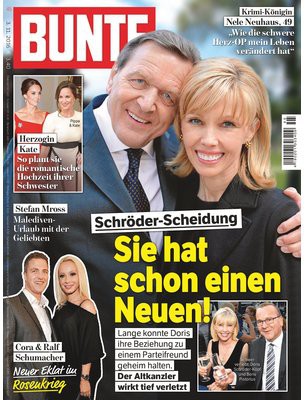 BUNTE
Krimi-Königin
Nele Neuhaus, 49
„Wie die schwere
Herz-OP mein Leben
verändert hat“
Pippa
& Kate
Herzogin
Kate
So plant sie
die romantische
Hochzeit ihrer
Schwester
Stefan Mross
Malediven-
Urlaub mit der
Geliebten
Cora & Ralf
Schumacher
Neuer Eklat im
Rosenkrieg
Schröder-Scheidung
Sie hat
schon einen
Neuen!
Lange konnte Doris
ihre Beziehung zu
einem Parteifreund
geheim halten.
Der Altkanzler
wirkt tief verletzt